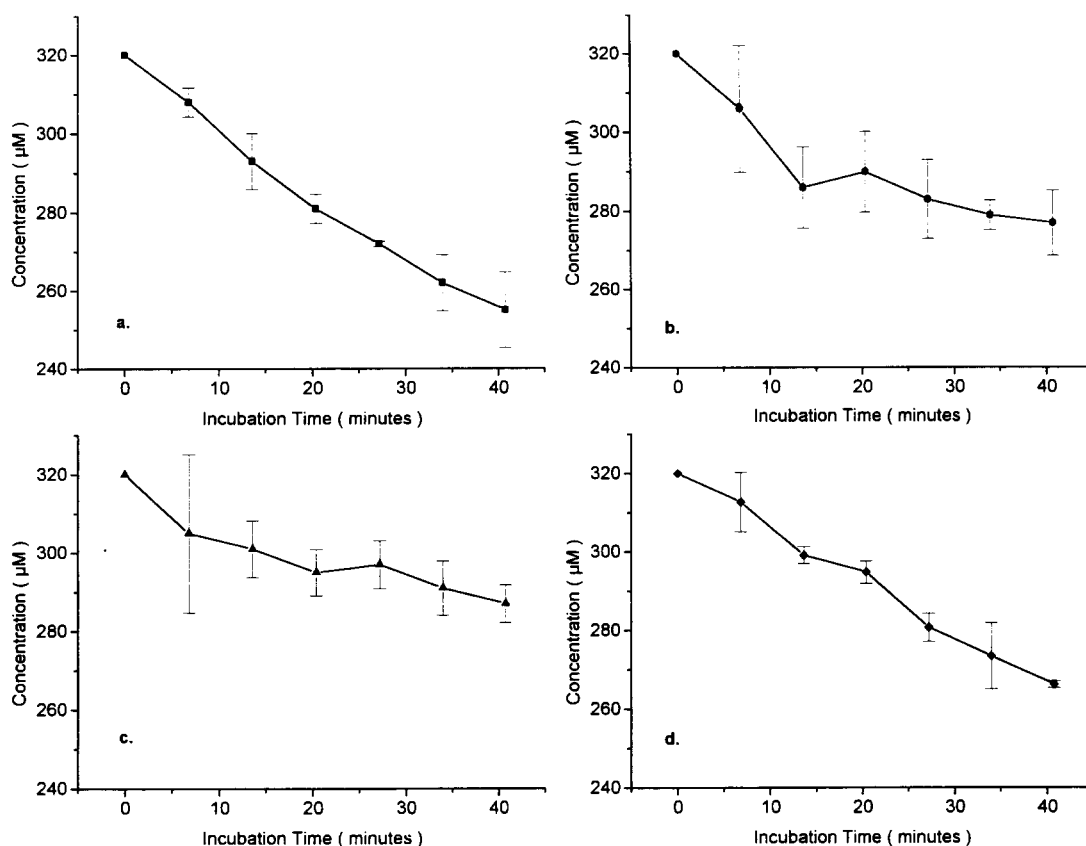 320
300
280
260
240
Concentration ( µM )
a.
0 10 20 30 40
Incubation Time ( minutes )
320
300
280
260
240
Concentration ( µM )
b.
0 10 20 30 40
Incubation Time ( minutes )
320
300
280
260
240
Concentration ( µM )
c.
0 10 20 30 40
Incubation Time ( minutes )
320
300
280
260
240
Concentration ( µM )
d.
0 10 20 30 40
Incubation Time ( minutes )